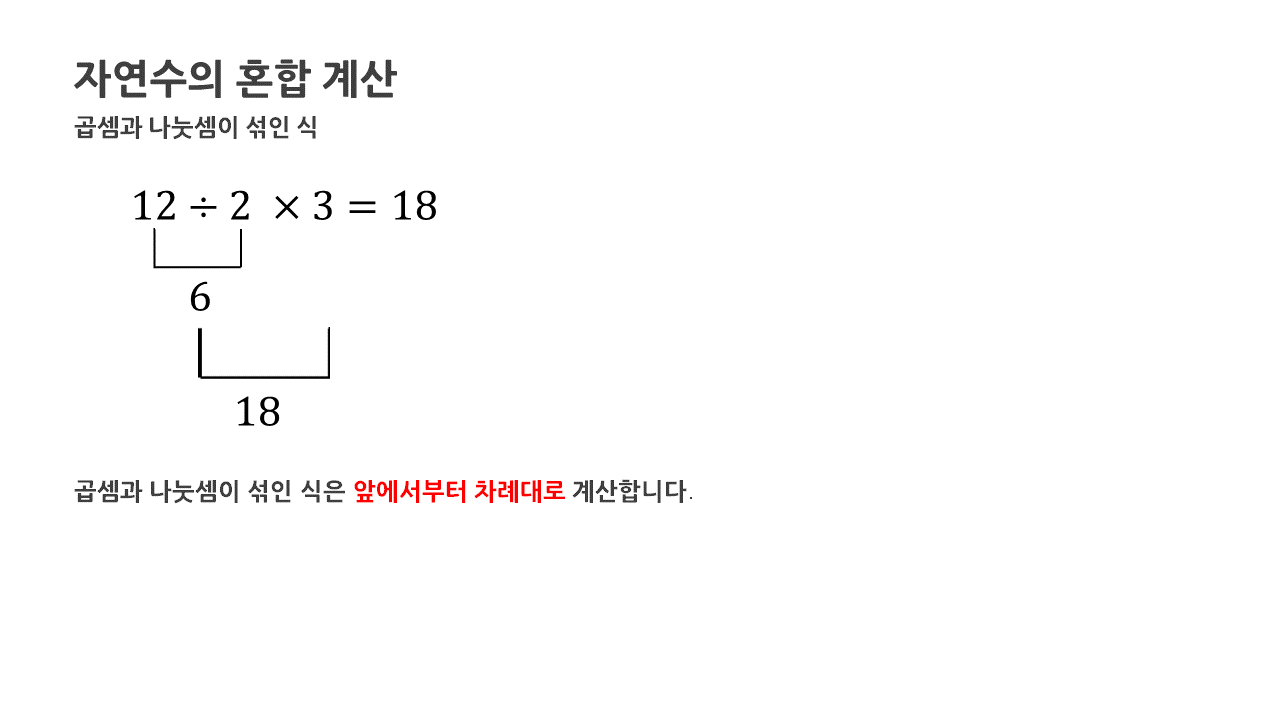 자연수의 혼합 계산
곱셈과 나눗셈이 섞인 식
12 ÷ 2 × 3 = 18
6
18
곱셈과 나눗셈이 섞인 식은 앞에서부터 차례대로 계산합니다.